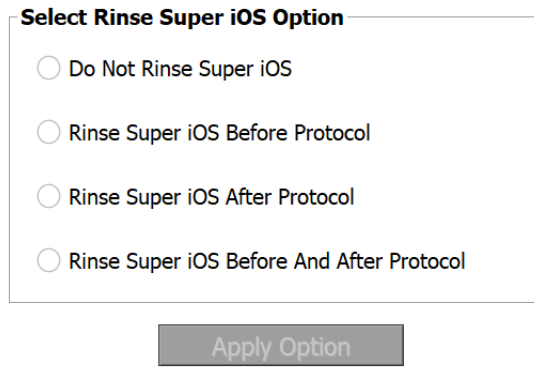 Select Rinse Super iOS Option
Do Not Rinse Super iOS
Rinse Super iOS Before Protocol
Rinse Super iOS After Protocol
Rinse Super iOS Before And After Protocol
Apply Option